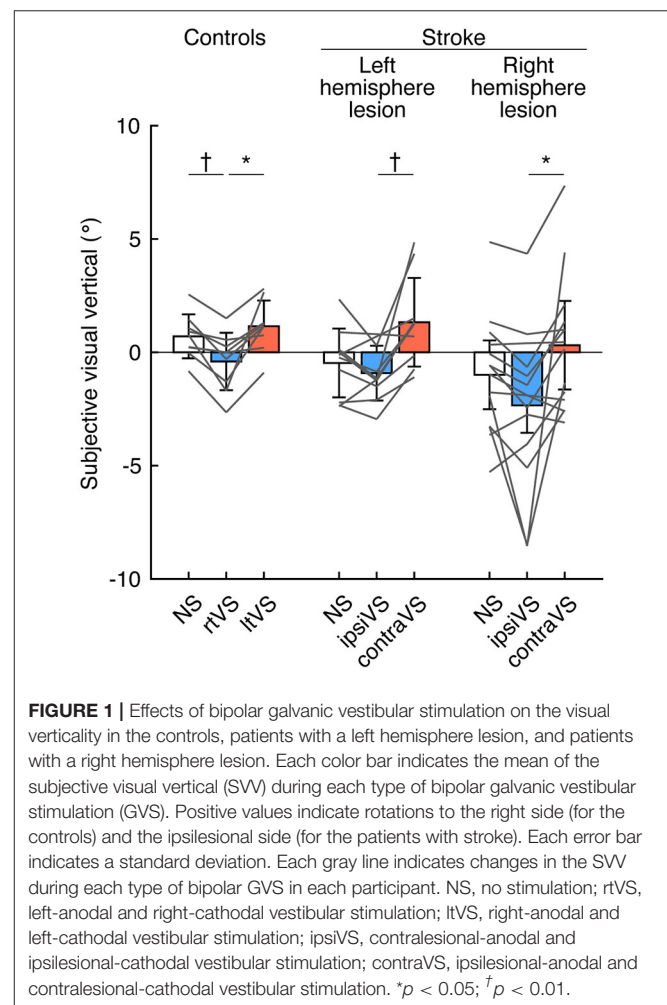 Controls
Stroke
Left
hemisphere
lesion
Right
hemisphere
lesion
10
5
0
-5
-10
Subjective visual vertical (°)
† *
†
*
NS
rtVS
ltVS
NS
ipsiVS
contraVS
NS
ipsiVS
contraVS
FIGURE 1 | Effects of bipolar galvanic vestibular stimulation on the visual
verticality in the controls, patients with a left hemisphere lesion, and patients
with a right hemisphere lesion. Each color bar indicates the mean of the
subjective visual vertical (SVV) during each type of bipolar galvanic vestibular
stimulation (GVS). Positive values indicate rotations to the right side (for the
controls) and the ipsilesional side (for the patients with stroke). Each error bar
indicates a standard deviation. Each gray line indicates changes in the SVV
during each type of bipolar GVS in each participant. NS, no stimulation; rtVS,
left-anodal and right-cathodal vestibular stimulation; ltVS, right-anodal and
left-cathodal vestibular stimulation; ipsiVS, contralesional-anodal and
ipsilesional-cathodal vestibular stimulation; contraVS, ipsilesional-anodal and
contralesional-cathodal vestibular stimulation. *p < 0.05; †p < 0.01.